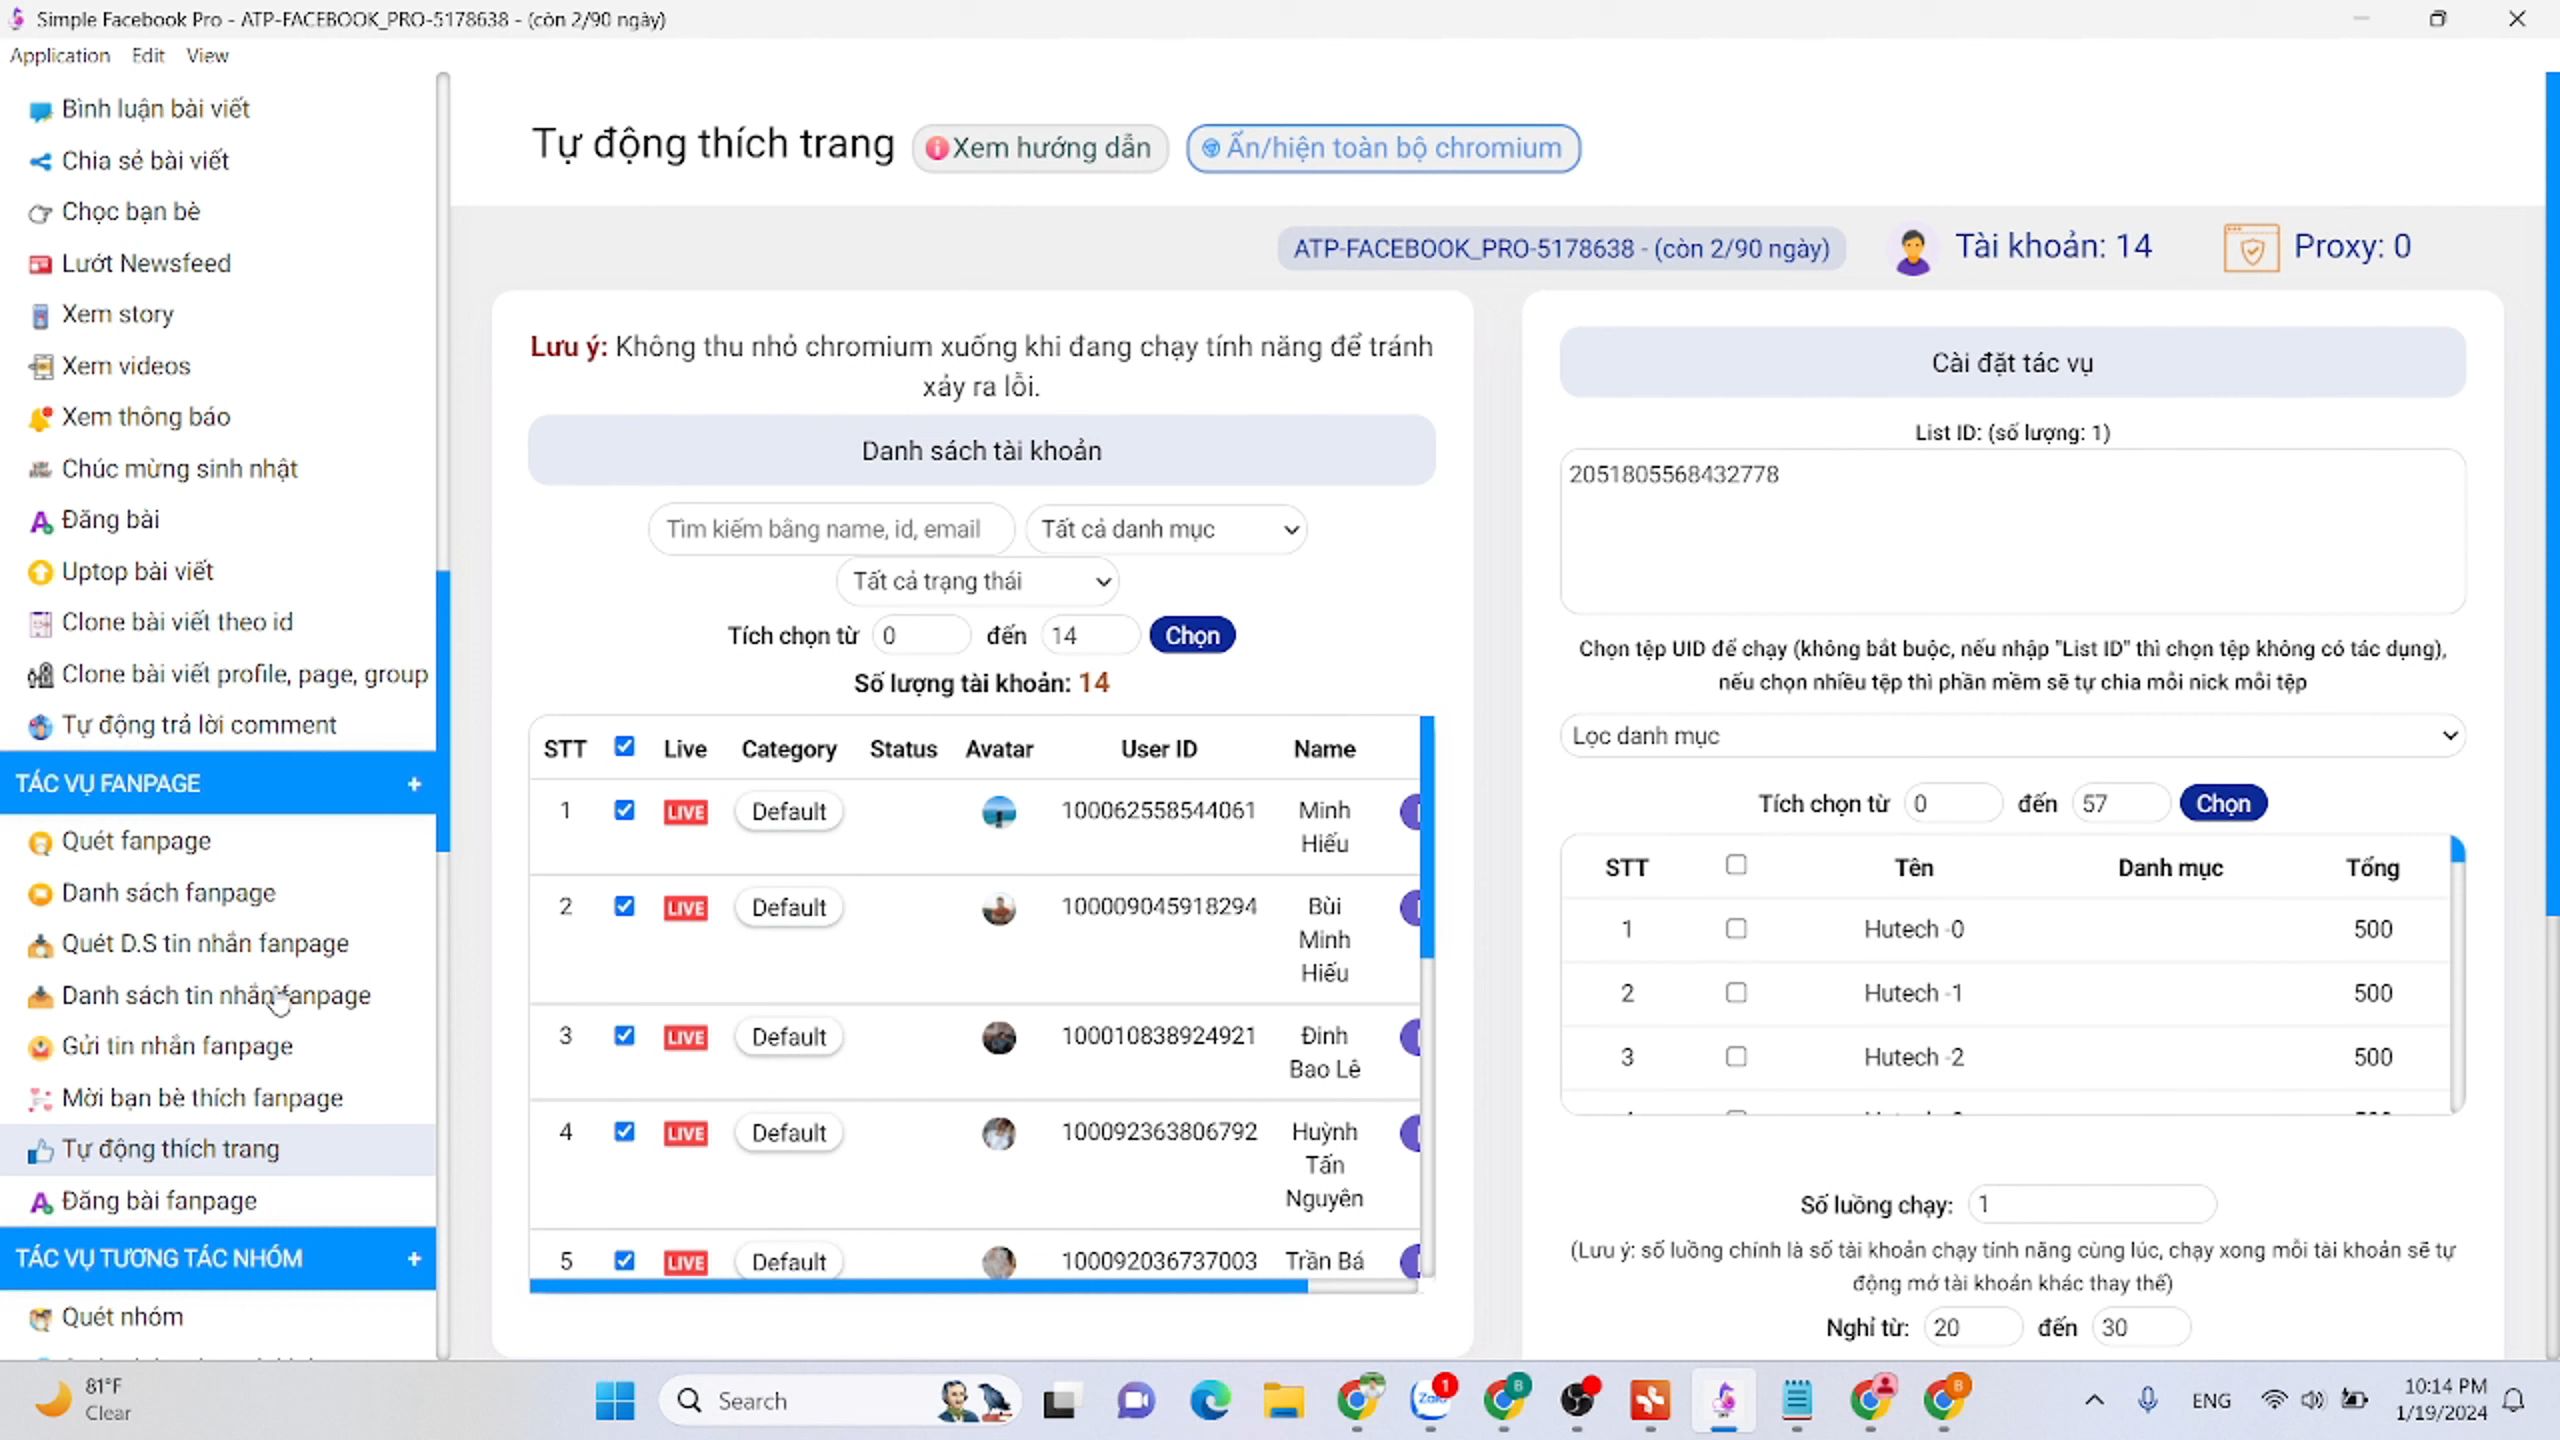 Simple Facebook Pro - ATP-FACEBOOK_PRO-5178638 - (còn 2/90 ngày)
Application Edit View
Bình luận bài viết
Chia sẻ bài viết
Chọc bạn bè
Lướt Newsfeed
Xem story
Xem videos
Xem thông báo
Chúc mừng sinh nhật
Đăng bài
Uptop bài viết
Clone bài viết theo id
Clone bài viết profile, page, group
Tự động trả lời comment
TÁC VỤ FANPAGE +
Quét fanpage
Danh sách fanpage
Quét D.S tin nhắn fanpage
Danh sách tin nhắn fanpage
Gửi tin nhắn fanpage
Mời bạn bè thích fanpage
Tự động thích trang
Đăng bài fanpage
TÁC VỤ TƯƠNG TÁC NHÓM +
Quét nhóm
Tự động thích trang
Xem hướng dẫn
Ẩn/hiện toàn bộ chromium
ATP-FACEBOOK_PRO-5178638 - (còn 2/90 ngày)
Tài khoản: 14
Proxy: 0
Lưu ý: Không thu nhỏ chromium xuống khi đang chạy tính năng để tránh
xảy ra lỗi.
Danh sách tài khoản
Tìm kiếm bằng name, id, email
Tất cả danh mục
Tất cả trạng thái
Tích chọn từ 0 đến 14 Chọn
Số lượng tài khoản: 14
STT Live Category Status Avatar User ID Name
1 LIVE Default 100062558544061 Minh
Hiếu
2 LIVE Default 100009045918294 Bùi
Minh
Hiếu
3 LIVE Default 100010838924921 Đinh
Bao Lê
4 LIVE Default 100092363806792 Huỳnh
Tấn
Nguyên
5 LIVE Default 100092036737003 Trần Bá
Cài đặt tác vụ
List ID: (số lượng: 1)
2051805568432778
Chọn tệp UID để chạy (không bắt buộc, nếu nhập "List ID" thì chọn tệp không có tác dụng),
nếu chọn nhiều tệp thì phần mềm sẽ tự chia mỗi nick mỗi tệp
Lọc danh mục
Tích chọn từ 0 đến 57 Chọn
STT Tên Danh mục Tổng
1 Hutech -0 500
2 Hutech -1 500
3 Hutech -2 500
Số luồng chạy: 1
(Lưu ý: số luồng chính là số tài khoản chạy tính năng cùng lúc, chạy xong mỗi tài khoản sẽ tự
động mở tài khoản khác thay thế)
Nghỉ từ: 20 đến 30
81°F
Clear
Search
Zalo
1
B
B
ENG
10:14 PM
1/19/2024